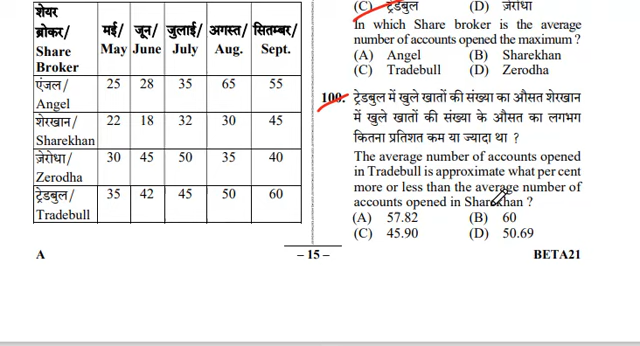 शेयर
ब्रोकर/
Share
Broker
मई/
May
जून/
June
जुलाई/
July
अगस्त/
Aug.
सितम्बर/
Sept.
एंजल/
Angel
25 28 35 65 55
शेरखान/
Sharekhan
22 18 32 30 45
ज़ेरोधा/
Zerodha
30 45 50 35 40
ट्रेडबुल/
Tradebull
35 42 45 50 60
(C) ट्रेडबुल (D) ज़ेरोधा
In which Share broker is the average
number of accounts opened the maximum ?
(A) Angel (B) Sharekhan
(C) Tradebull (D) Zerodha
100. ट्रेडबुल में खुले खातों की संख्या का औसत शेरखान
में खुले खातों की संख्या के औसत का लगभग
कितना प्रतिशत कम या ज्यादा था ?
The average number of accounts opened
in Tradebull is approximate what per cent
more or less than the average number of
accounts opened in Sharekhan ?
(A) 57.82 (B) 60
(C) 45.90 (D) 50.69
A – 15 – BETA21